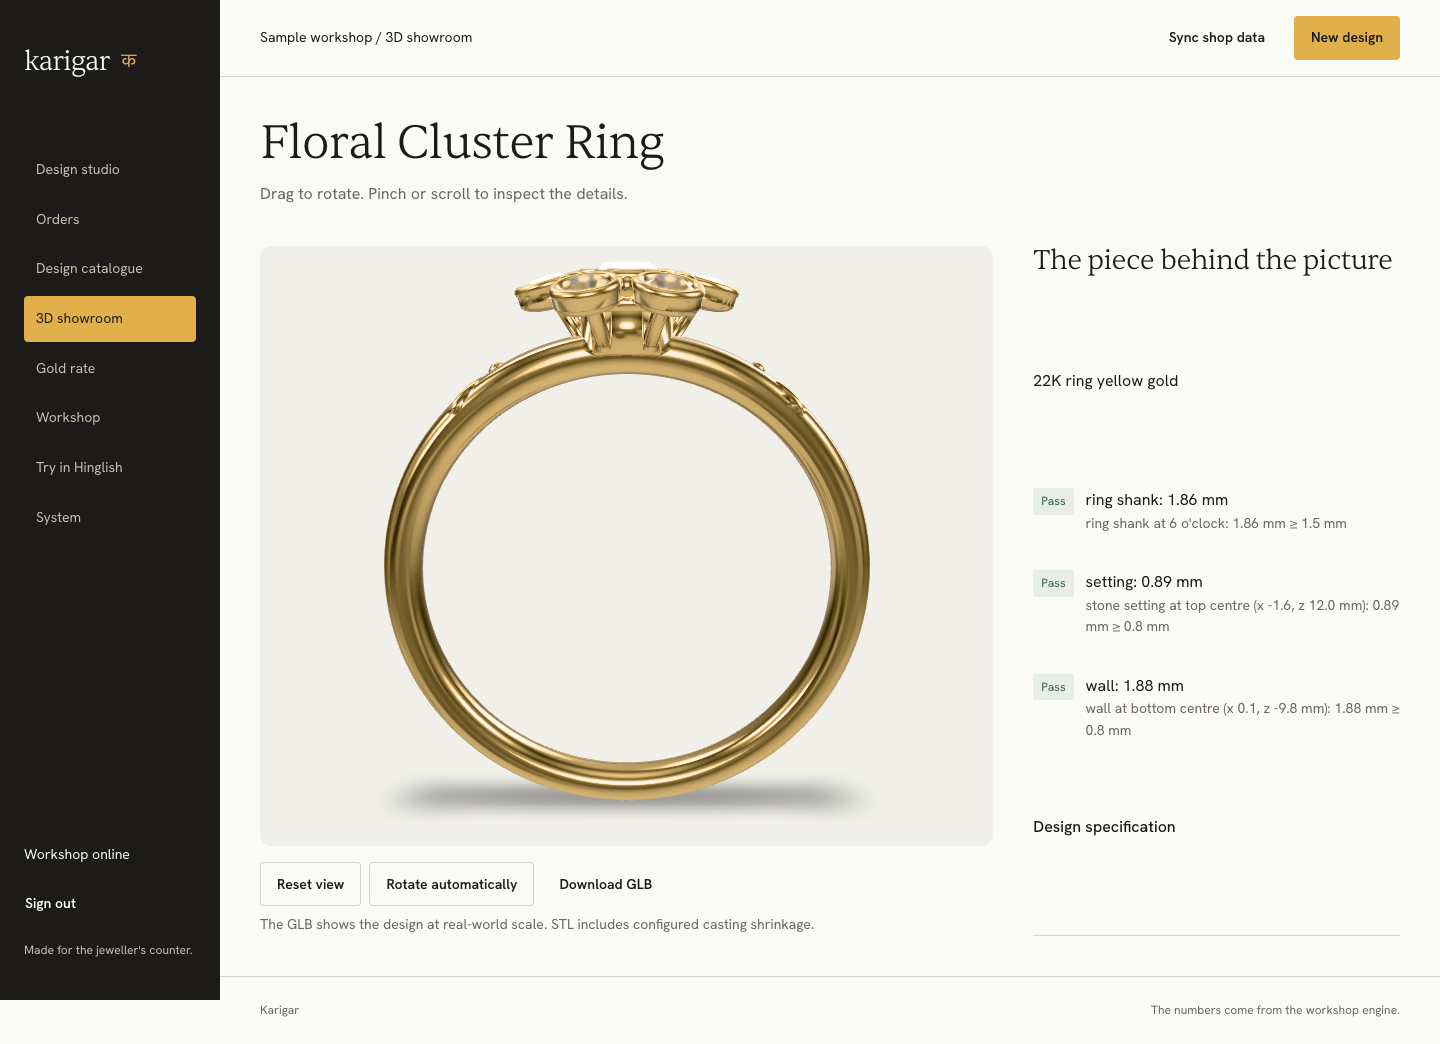 karigar क
Design studio
Orders
Design catalogue
3D showroom
Gold rate
Workshop
Try in Hinglish
System
Workshop online
Sign out
Made for the jeweller's counter.
Sample workshop / 3D showroom
Sync shop data
New design
Floral Cluster Ring
Drag to rotate. Pinch or scroll to inspect the details.
Reset view
Rotate automatically
Download GLB
The GLB shows the design at real-world scale. STL includes configured casting shrinkage.
The piece behind the picture
22K ring yellow gold
Pass
ring shank: 1.86 mm
ring shank at 6 o'clock: 1.86 mm ≥ 1.5 mm
Pass
setting: 0.89 mm
stone setting at top centre (x -1.6, z 12.0 mm): 0.89
mm ≥ 0.8 mm
Pass
wall: 1.88 mm
wall at bottom centre (x 0.1, z -9.8 mm): 1.88 mm ≥
0.8 mm
Design specification
Karigar
The numbers come from the workshop engine.